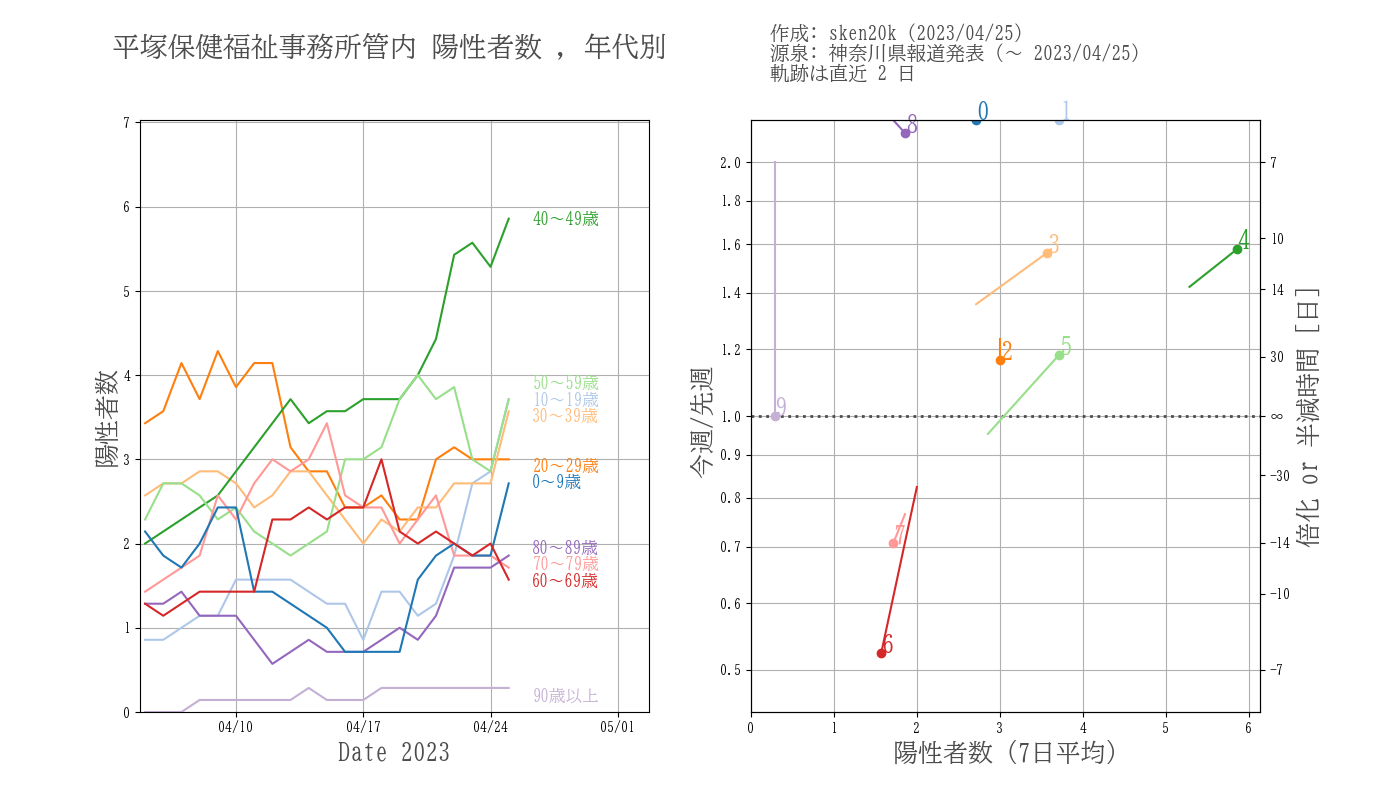 平塚保健福祉事務所管内 陽性者数 , 年代別
作成: sken20k (2023/04/25)
源泉: 神奈川県報道発表 (〜 2023/04/25)
軌跡は直近 2 日
陽性者数
7
6
5
4
3
2
1
0
04/10
04/17
04/24
05/01
Date 2023
40〜49歳
50〜59歳
10〜19歳
30〜39歳
20〜29歳
0〜9歳
80〜89歳
70〜79歳
60〜69歳
90歳以上
今週/先週
2.0
1.8
1.6
1.4
1.2
1.0
0.9
0.8
0.7
0.6
0.5
0
1
2
3
4
5
6
陽性者数 (7日平均)
8
0
1
3
4
2
5
9
7
6
7
10
14
30
∞
−30
−14
−10
−7
倍化 or 半減時間 [日]